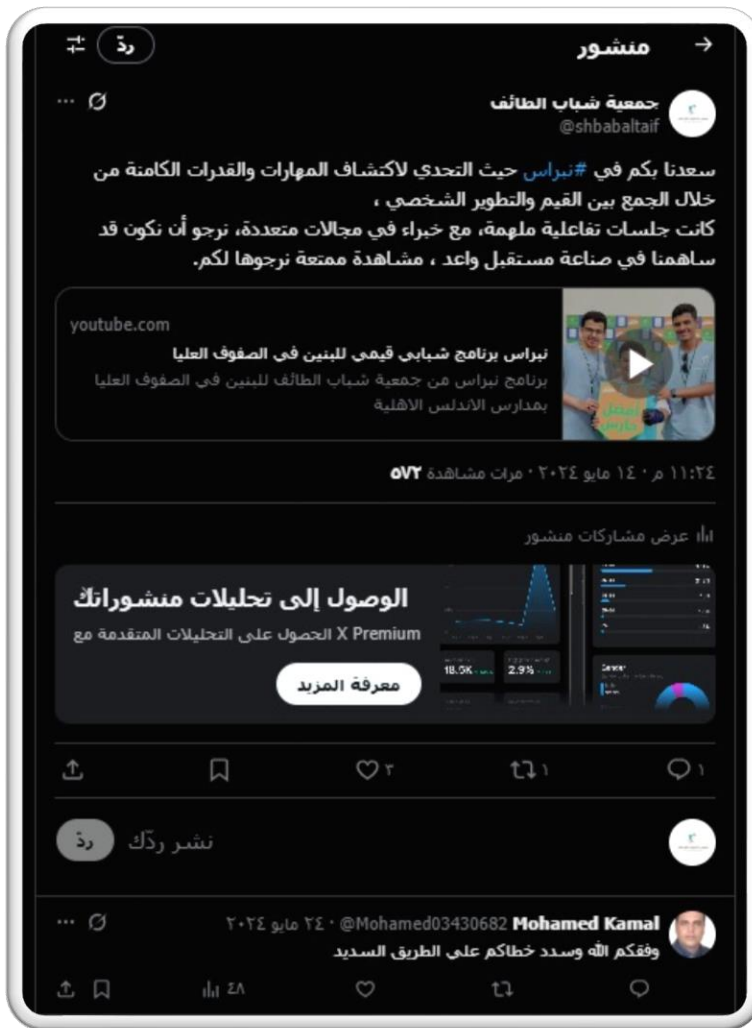 منشور
ردّ
جمعية شباب الطائف
@shbabaltaif
سعدنا بكم في #نبراس حيث التحدي لاكتشاف المهارات والقدرات الكامنة من
خلال الجمع بين القيم والتطوير الشخصي ،
كانت جلسات تفاعلية ملهمة، مع خبراء في مجالات متعددة، نرجو أن نكون قد
ساهمنا في صناعة مستقبل واعد ، مشاهدة ممتعة نرجوها لكم.
youtube.com
نبراس برنامج شبابي قيمي للبنين في الصفوف العليا
برنامج نبراس من جمعية شباب الطائف للبنين في الصفوف العليا
بمدارس الاندلس الاهلية
أفضل
حارس
١١:٢٤ م · ١٤ مايو ٢٠٢٤ · مرات مشاهدة ٥٧٢
عرض مشاركات منشور
الوصول إلى تحليلات منشوراتك
الحصول على التحليلات المتقدمة مع X Premium
معرفة المزيد
18.5K
2.9%
Gender
١
١
٣
نشر ردّك
ردّ
Mohamed Kamal @Mohamed03430682 · ٢٤ مايو ٢٠٢٤
وفقكم الله وسدد خطاكم على الطريق السديد
٤٨